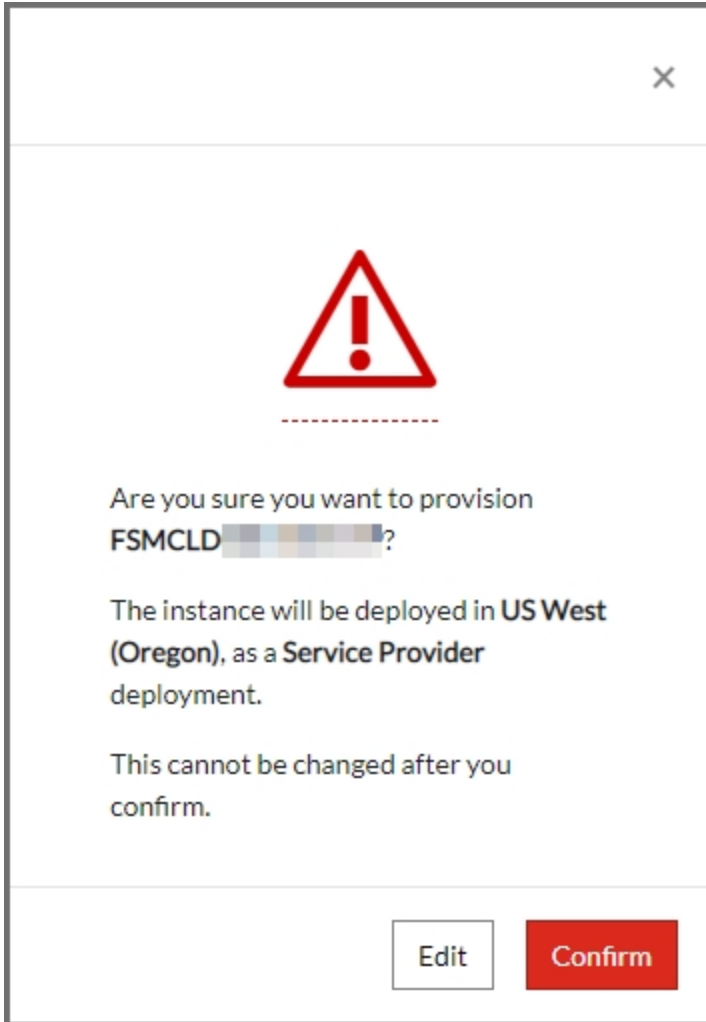 Are you sure you want to provision
FSMCLD?
The instance will be deployed in US West
(Oregon), as a Service Provider
deployment.
This cannot be changed after you
confirm.
Edit
Confirm